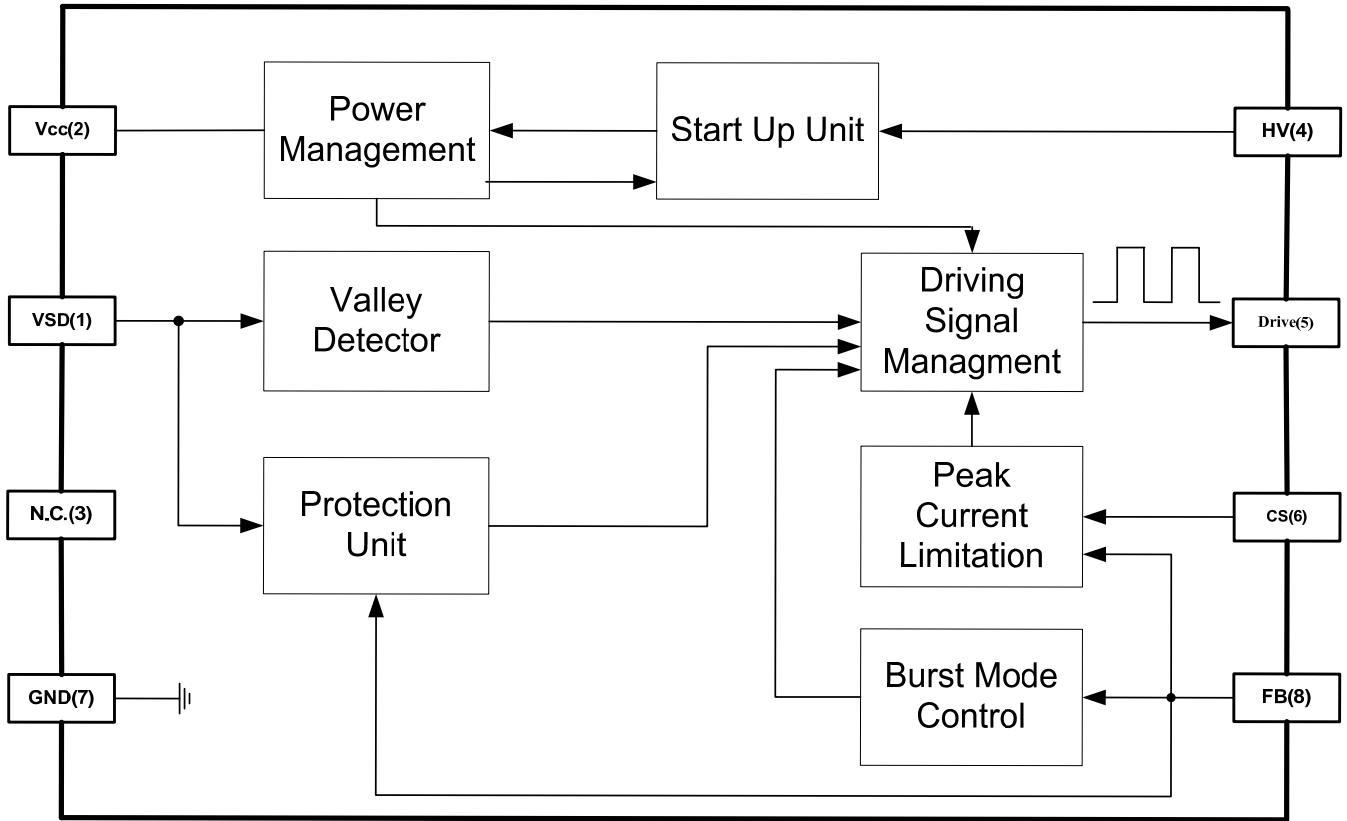 Power
Management
Start Up Unit
Vcc(2)
HV(4)
Valley
Detector
Driving
Signal
Managment
VSD(1)
Drive(5)
Protection
Unit
Peak
Current
Limitation
N.C.(3)
CS(6)
Burst Mode
Control
GND(7)
FB(8)